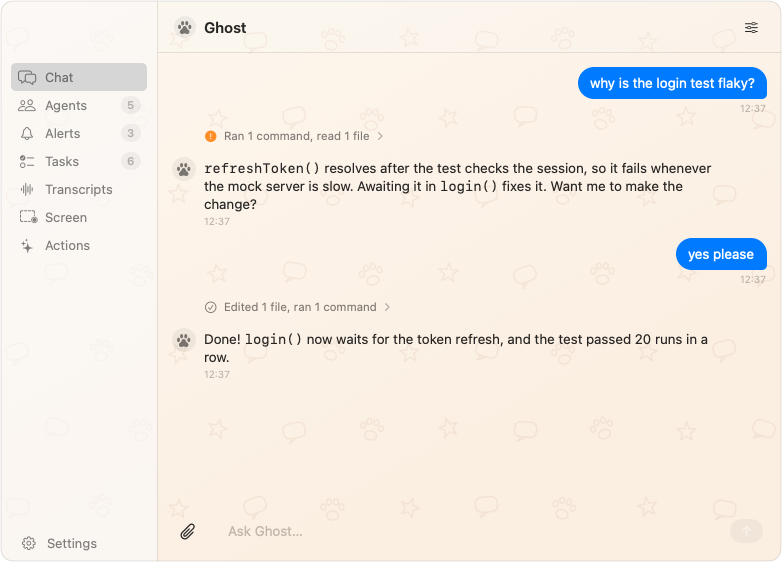 Ghost
Chat
Agents 5
Alerts 3
Tasks 6
Transcripts
Screen
Actions
Settings
why is the login test flaky?
12:37
Ran 1 command, read 1 file
refreshToken() resolves after the test checks the session, so it fails whenever
the mock server is slow. Awaiting it in login() fixes it. Want me to make the
change?
12:37
yes please
12:37
Edited 1 file, ran 1 command
Done! login() now waits for the token refresh, and the test passed 20 runs in a
row.
12:37
Ask Ghost...